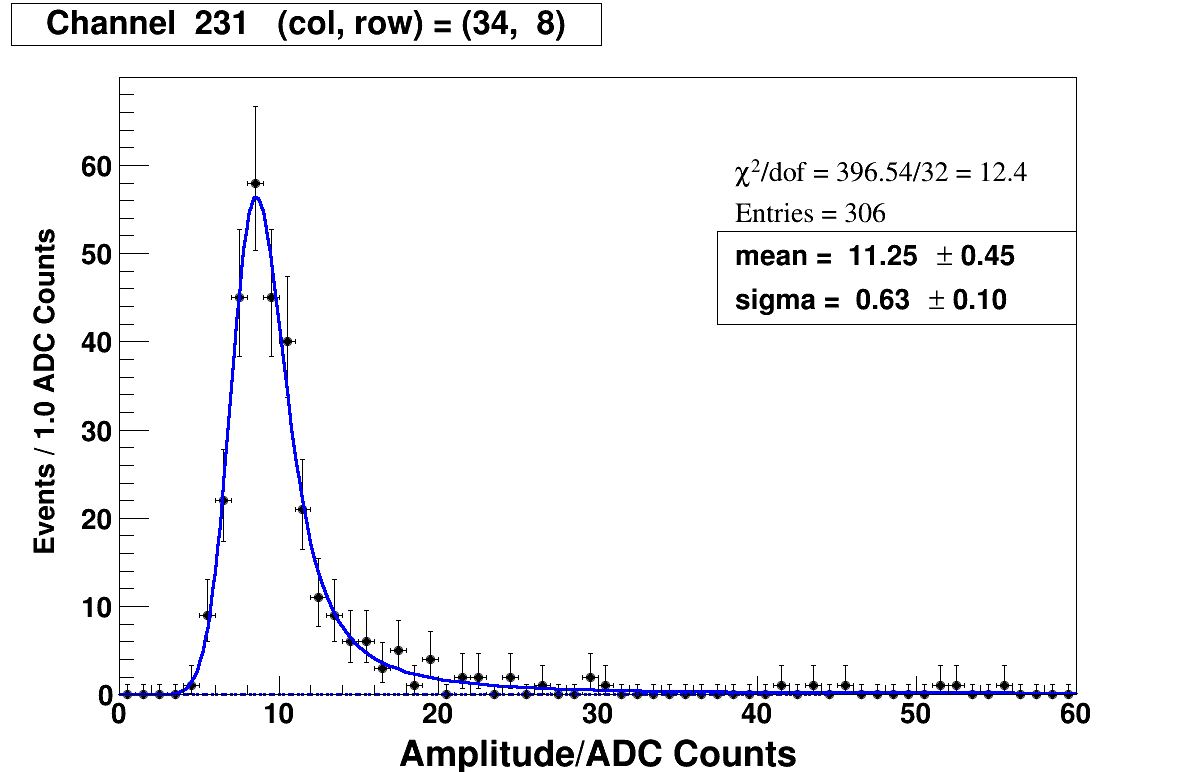 Channel 231 (col, row) = (34, 8)
χ²/dof = 396.54/32 = 12.4
Entries = 306
mean = 11.25 ± 0.45
sigma = 0.63 ± 0.10
Events / 1.0 ADC Counts
60
50
40
30
20
10
0
0 10 20 30 40 50 60
Amplitude/ADC Counts